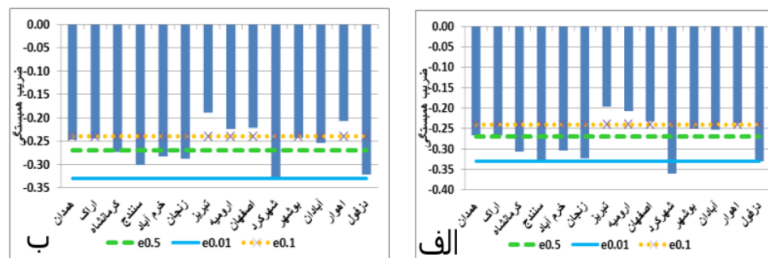 0.00
-0.05
-0.10
-0.15
-0.20
-0.25
-0.30
-0.35
ضریب همبستگی
همدان
اراک
کرمانشاه
سنندج
خرم آباد
زنجان
تبریز
ارومیه
اصفهان
شهرکرد
بوشهر
آبادان
اهواز
دزفول
e0.5
e0.01
e0.1
ب
0.00
-0.05
-0.10
-0.15
-0.20
-0.25
-0.30
-0.35
-0.40
ضریب همبستگی
همدان
اراک
کرمانشاه
سنندج
خرم آباد
زنجان
تبریز
ارومیه
اصفهان
شهرکرد
بوشهر
آبادان
اهواز
دزفول
e0.5
e0.01
e0.1
الف